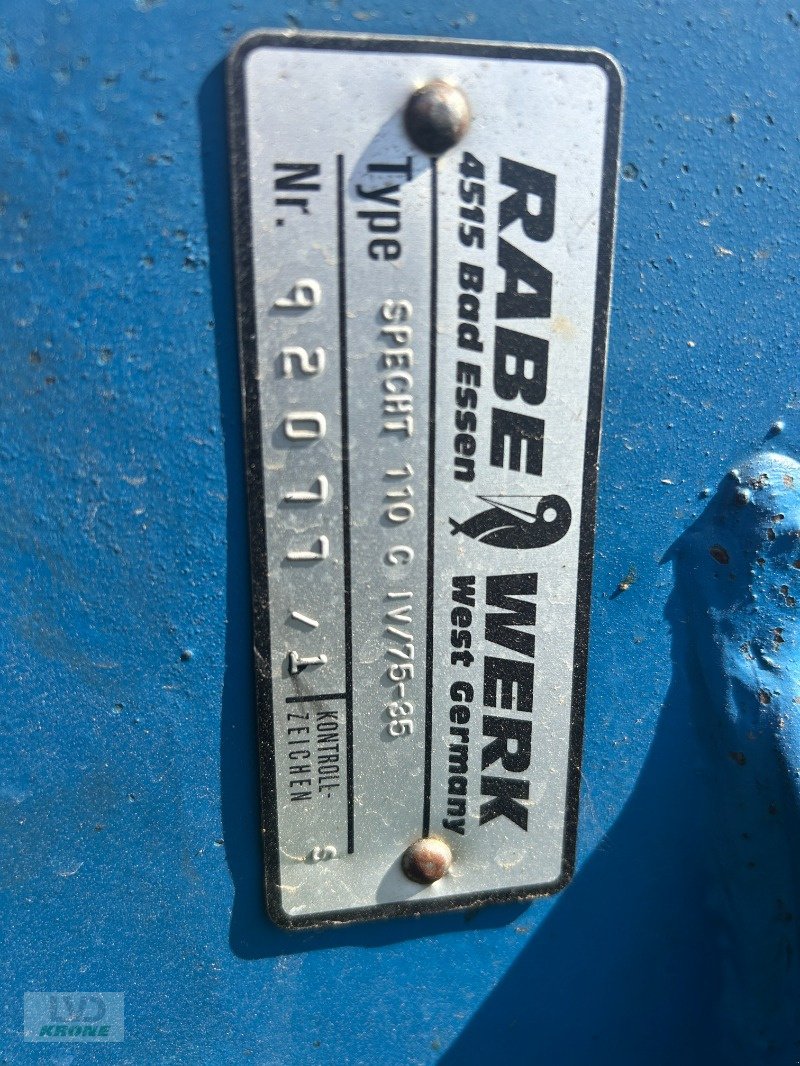 RABE WERK
4515 Bad Essen West Germany
Type SPECHT 110 C IV/75-85
Nr. 92077/1 KONTROLL-
ZEICHEN S
LVD
KRONE